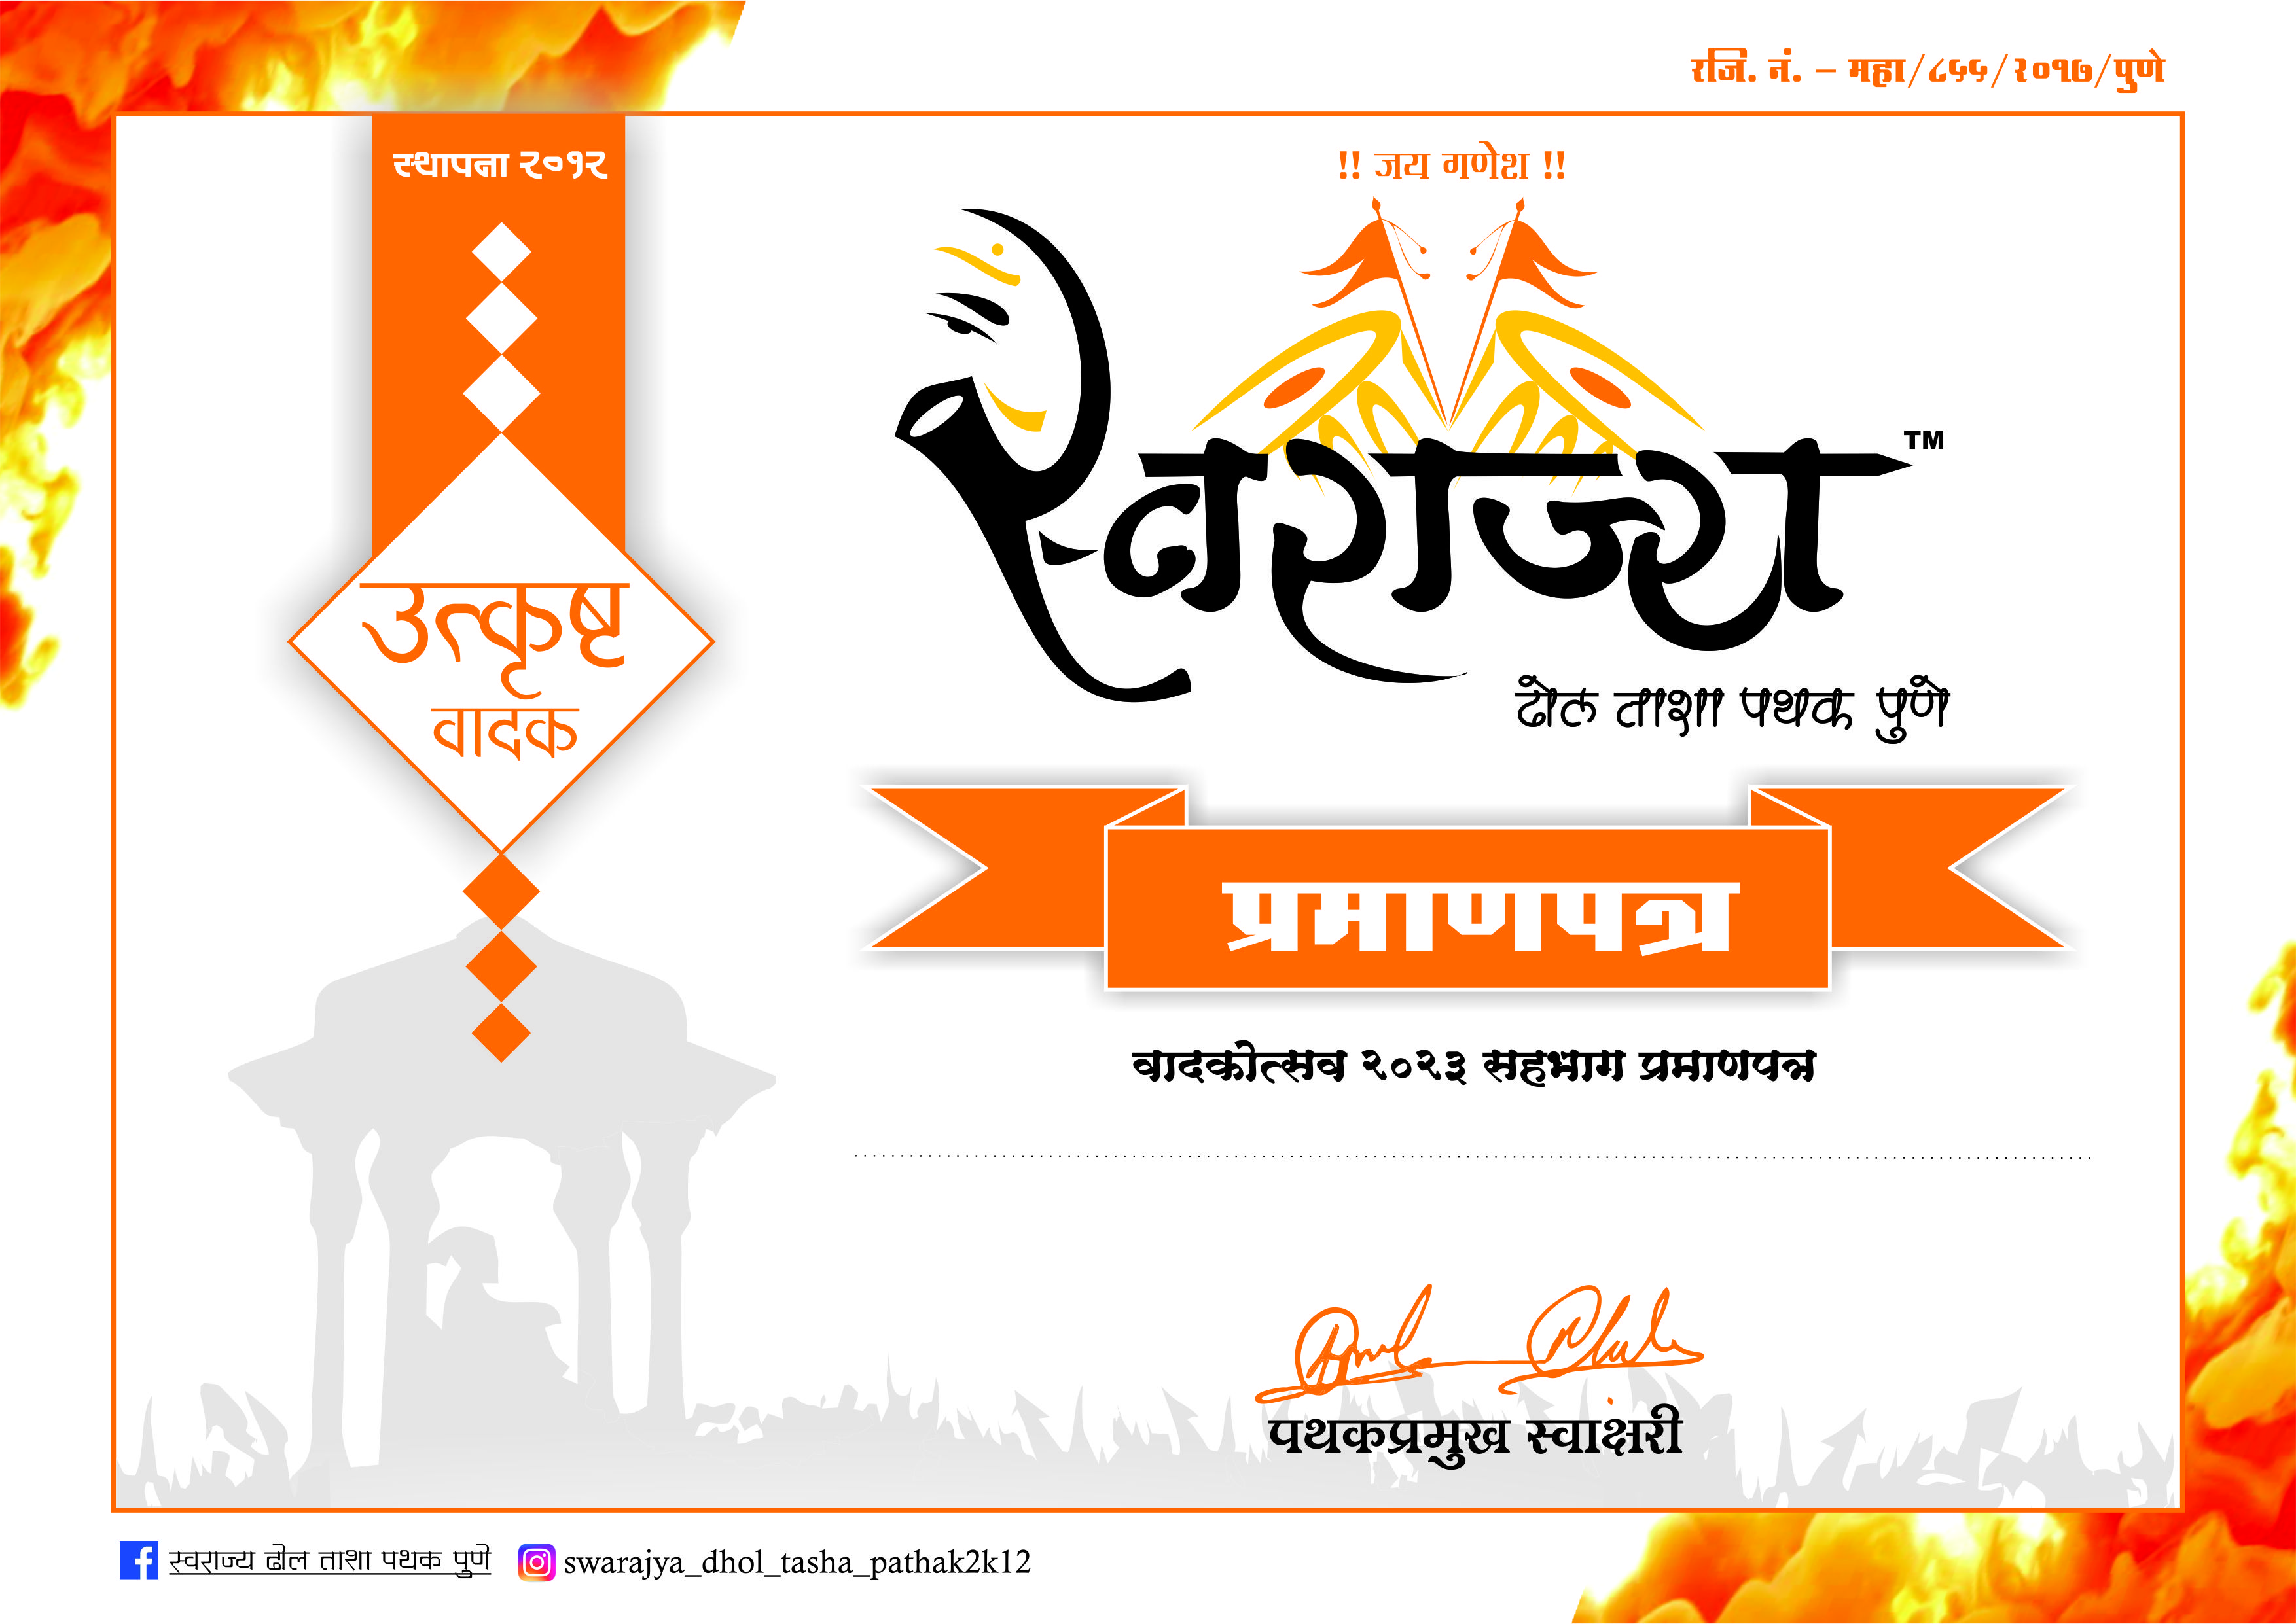 रजि. नं. – महा/८५५/२०१७/पुणे
स्थापना २०१२
!! जय गणेश !!
स्वराज्य ™
ढोल ताशा पथक पुणे
उत्कृष्ट
वादक
प्रमाणपत्र
वादकोत्सव २०२३ सहभाग प्रमाणपत्र
पथकप्रमुख स्वाक्षंरी
स्वराज्य ढोल ताशा पथक पुणे
swarajya_dhol_tasha_pathak2k12